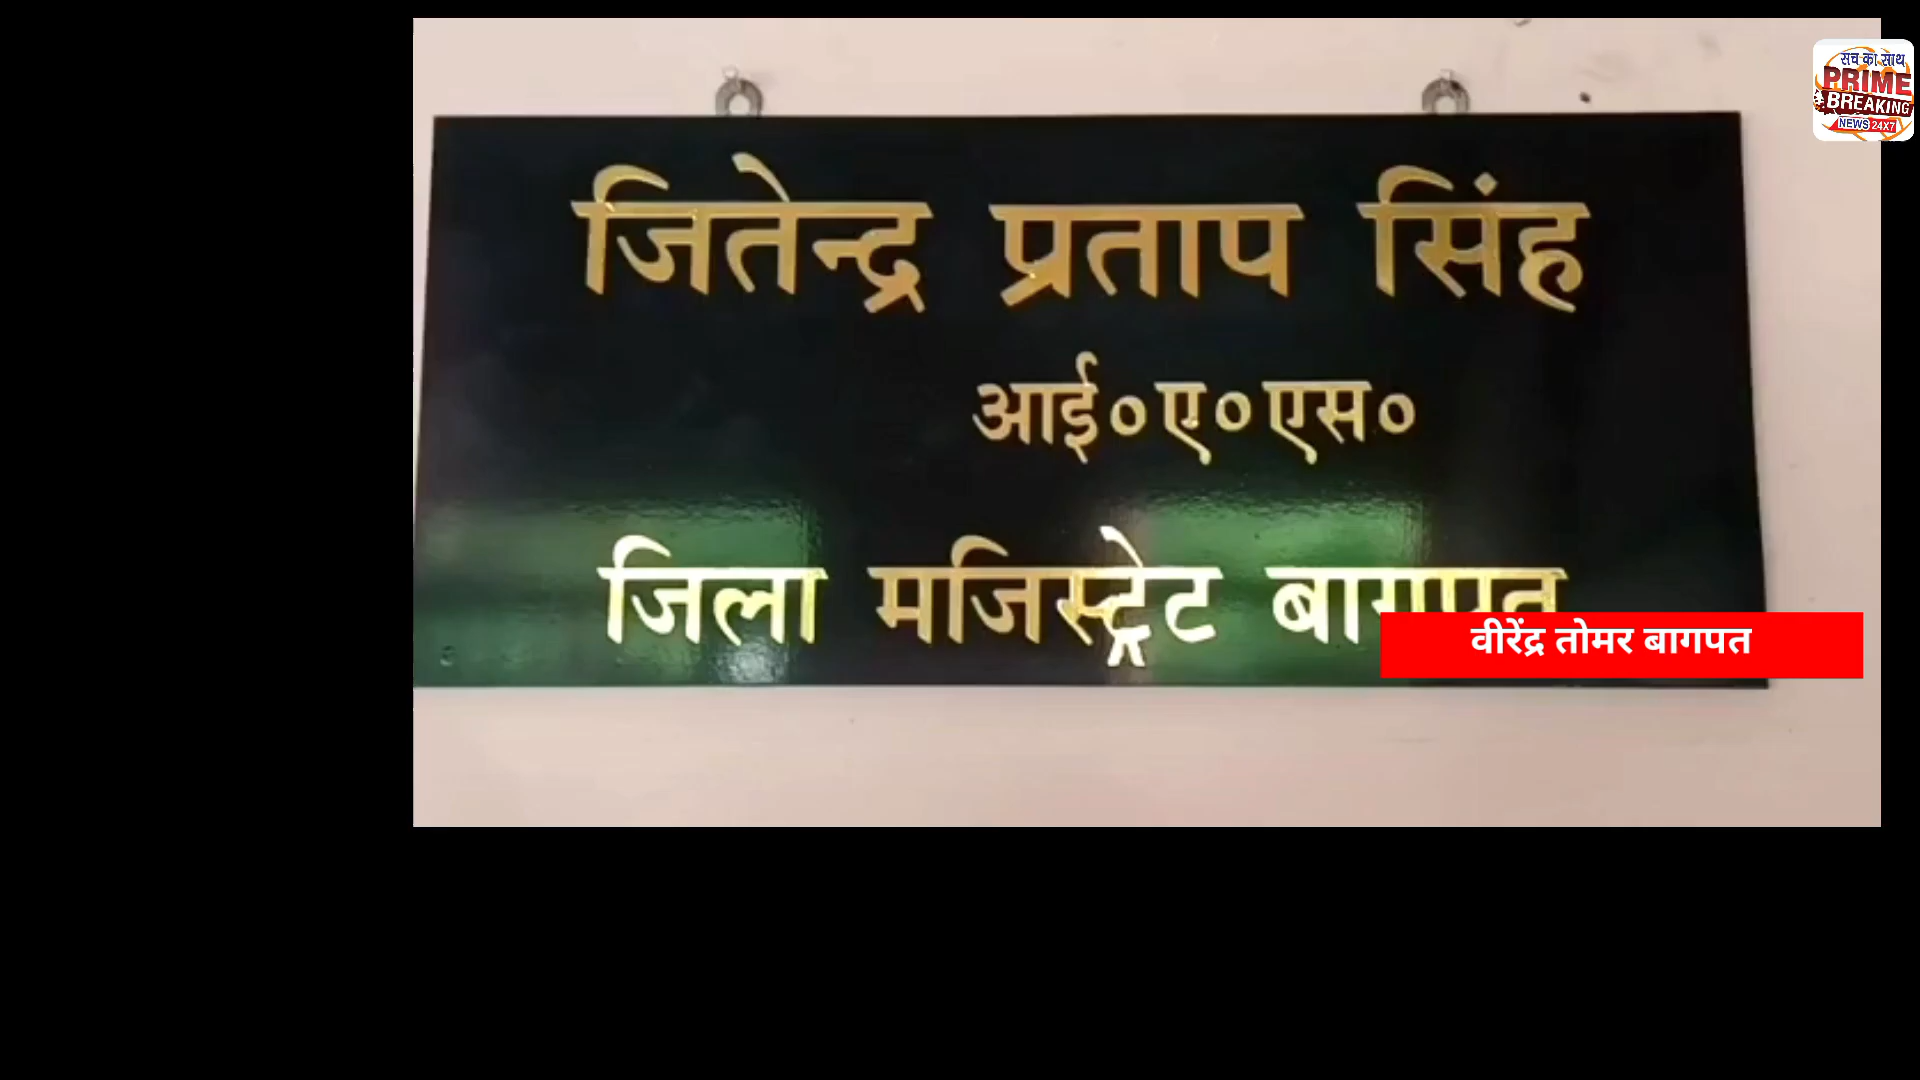 सच का साथ
PRIME
BREAKING
NEWS 24X7
जितेन्द्र प्रताप सिंह
आई०ए०एस०
जिला मजिस्ट्रेट बागपत
वीरेंद्र तोमर बागपत